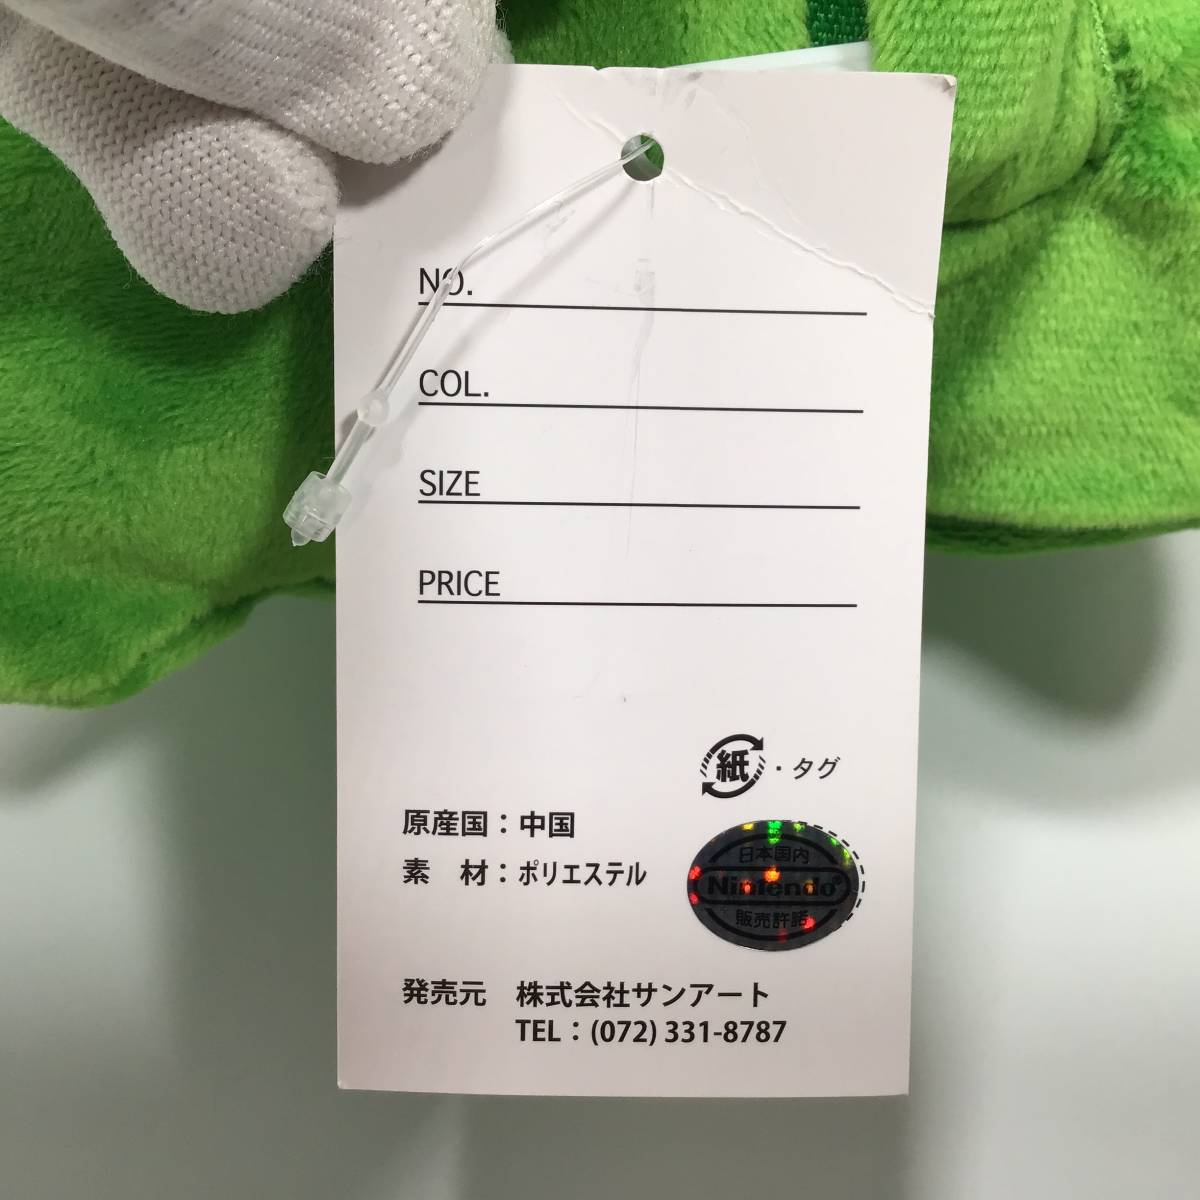 NO.
COL.
SIZE
PRICE
紙・タグ
原産国：中国
素　材：ポリエステル
日本国内
Nintendo®
販売許諾
発売元　株式会社サンアート
TEL：(072) 331-8787